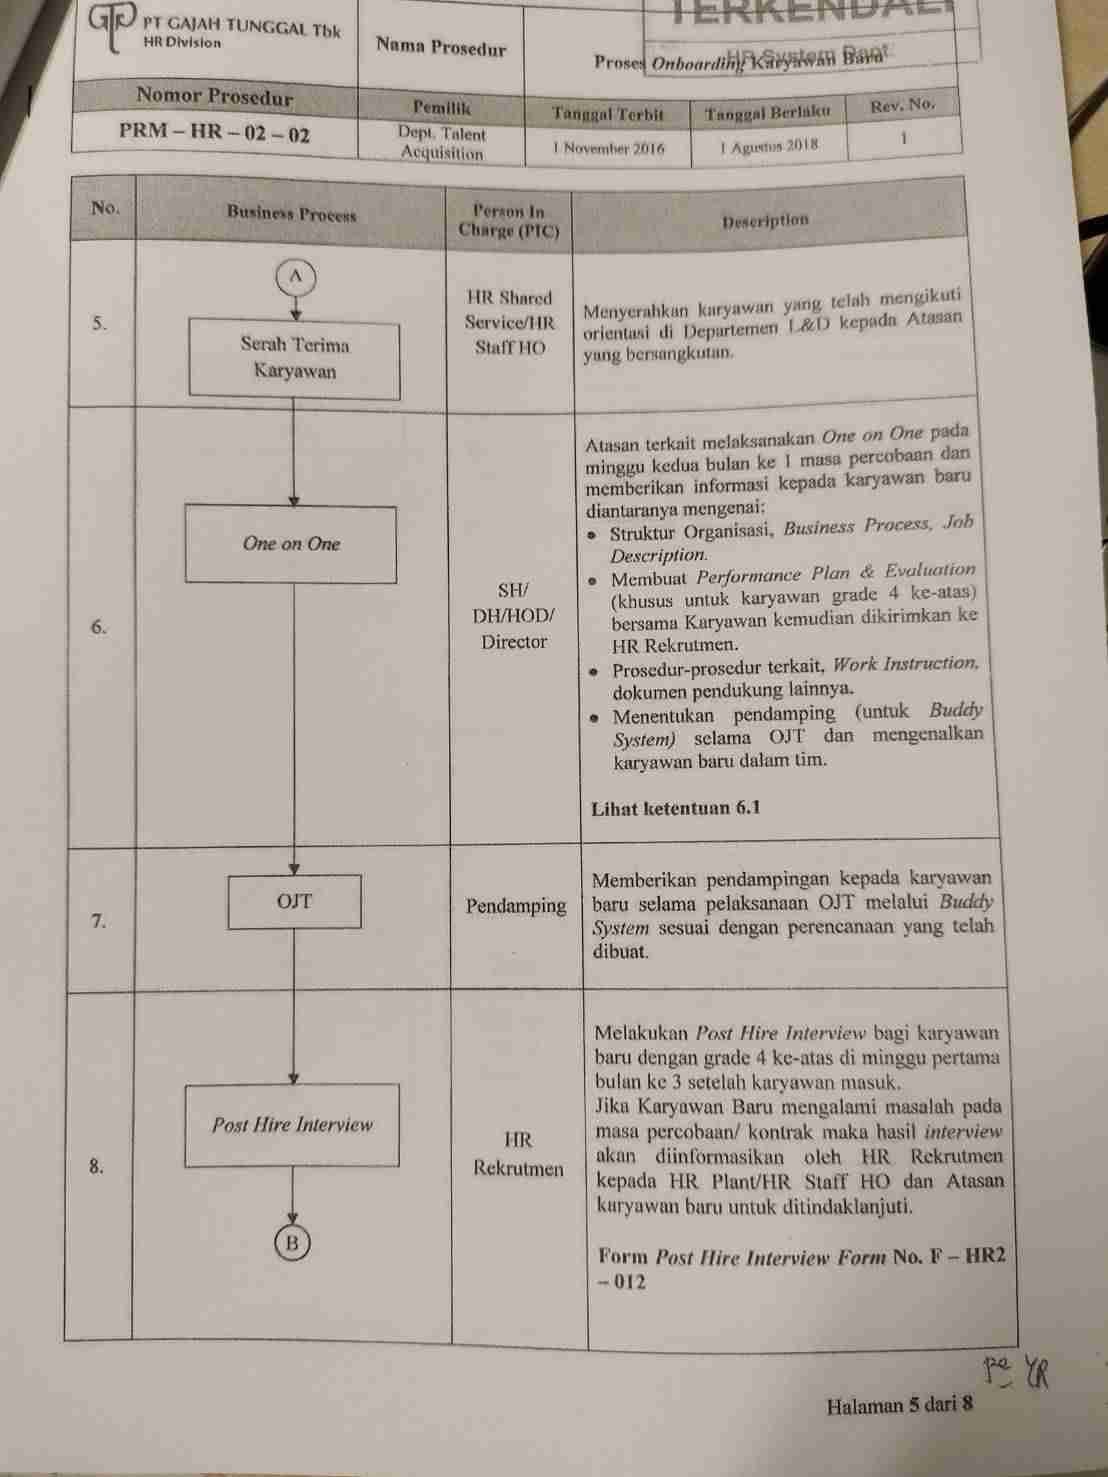 TERKENDALI
HR System Dept.
GTP PT GAJAH TUNGGAL Tbk
HR Division
Nama Prosedur
Proses Onboarding Karyawan Baru
Nomor Prosedur
Pemilik
Tanggal Terbit
Tanggal Berlaku
Rev. No.
PRM – HR – 02 – 02
Dept. Talent
Acquisition
1 November 2016
1 Agustus 2018
1
No.
Business Process
Person In
Charge (PIC)
Description
5.
A
Serah Terima
Karyawan
HR Shared
Service/HR
Staff HO
Menyerahkan karyawan yang telah mengikuti
orientasi di Departemen L&D kepada Atasan
yang bersangkutan.
6.
One on One
SH/
DH/HOD/
Director
Atasan terkait melaksanakan One on One pada
minggu kedua bulan ke 1 masa percobaan dan
memberikan informasi kepada karyawan baru
diantaranya mengenai:
• Struktur Organisasi, Business Process, Job
Description.
• Membuat Performance Plan & Evaluation
(khusus untuk karyawan grade 4 ke-atas)
bersama Karyawan kemudian dikirimkan ke
HR Rekrutmen.
• Prosedur-prosedur terkait, Work Instruction,
dokumen pendukung lainnya.
• Menentukan pendamping (untuk Buddy
System) selama OJT dan mengenalkan
karyawan baru dalam tim.
Lihat ketentuan 6.1
7.
OJT
Pendamping
Memberikan pendampingan kepada karyawan
baru selama pelaksanaan OJT melalui Buddy
System sesuai dengan perencanaan yang telah
dibuat.
8.
Post Hire Interview
B
HR
Rekrutmen
Melakukan Post Hire Interview bagi karyawan
baru dengan grade 4 ke-atas di minggu pertama
bulan ke 3 setelah karyawan masuk.
Jika Karyawan Baru mengalami masalah pada
masa percobaan/ kontrak maka hasil interview
akan diinformasikan oleh HR Rekrutmen
kepada HR Plant/HR Staff HO dan Atasan
karyawan baru untuk ditindaklanjuti.
Form Post Hire Interview Form No. F – HR2
– 012
Halaman 5 dari 8